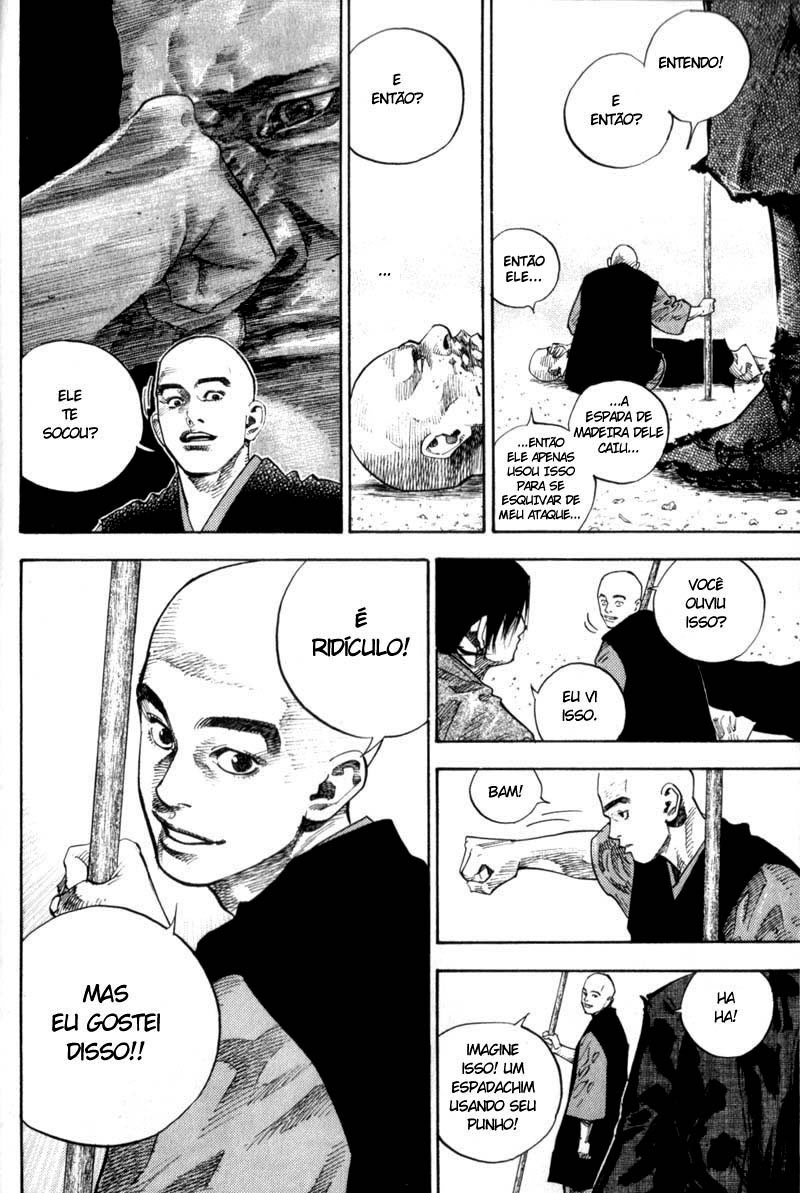 ENTENDO!
E
ENTÃO?
ENTÃO
ELE...
...A
ESPADA DE
MADEIRA DELE
CAIU...
...ENTÃO
ELE APENAS
USOU ISSO
PARA SE
ESQUIVAR DE
MEU ATAQUE...
E
ENTÃO?
...
ELE
TE
SOCOU?
VOCÊ
OUVIU
ISSO?
EU VI
ISSO.
BAM!
HA
HA!
IMAGINE
ISSO! UM
ESPADACHIM
USANDO SEU
PUNHO!
É
RIDÍCULO!
MAS
EU GOSTEI
DISSO!!